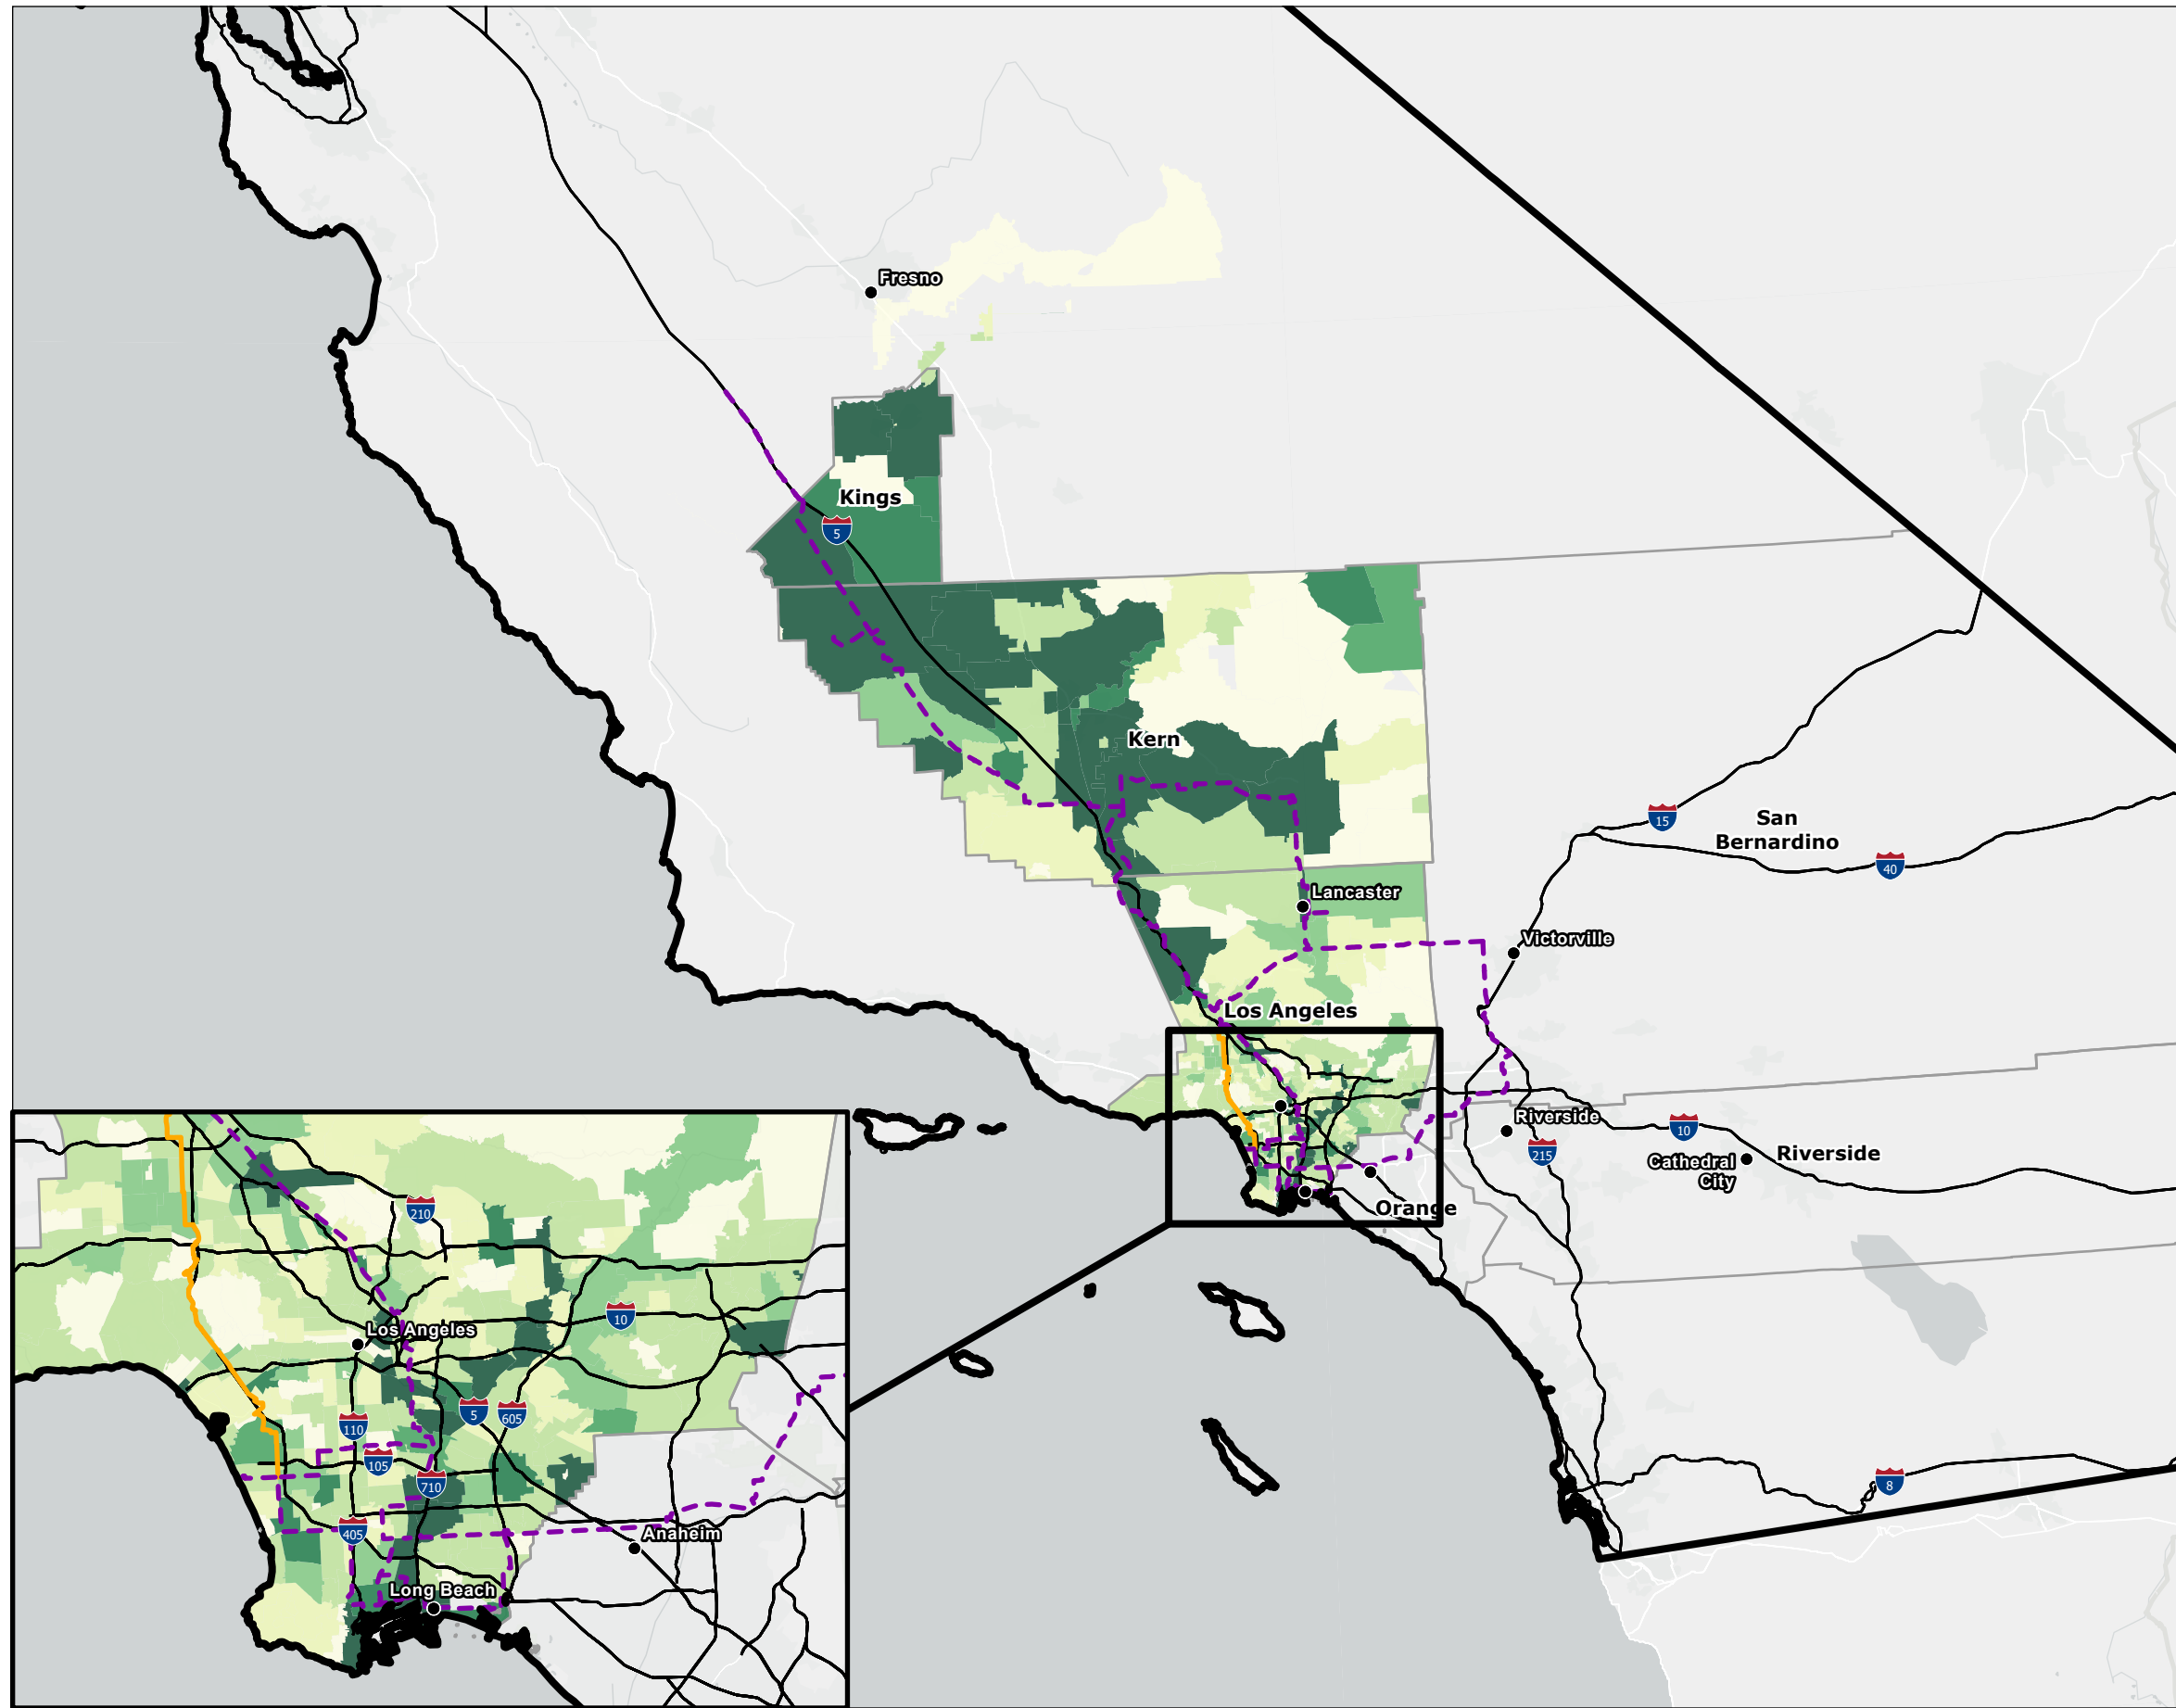 Fresno
Kings
5
Kern
15
San
Bernardino
40
Lancaster
Victorville
Los Angeles
Riverside
10
215
Riverside
Cathedral
City
Orange
210
10
Los Angeles
5
605
110
105
710
405
Anaheim
Long Beach
8